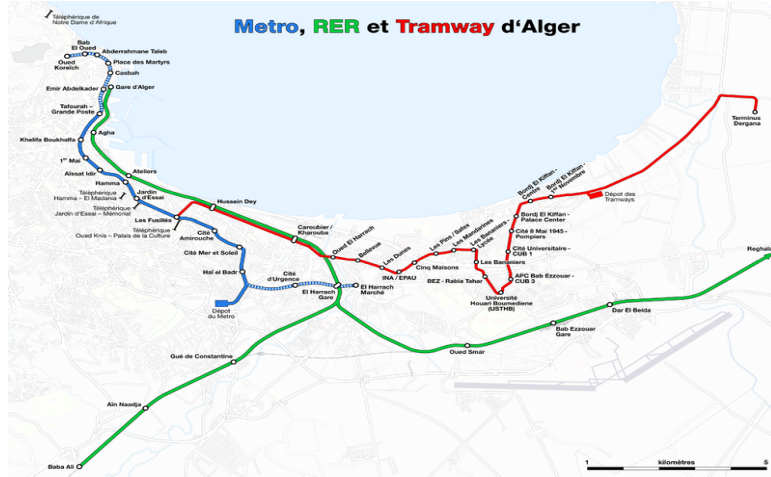 Metro, RER et Tramway d'Alger
Téléphérique de
Notre Dame d'Afrique
Bab
El Oued
Abderrahmane Taleb
Oued
Koreich
Place des Martyrs
Casbah
Emir Abdelkader
Gare d'Alger
Tafourah –
Grande Poste
Khelifa Boukhalfa
Agha
1er Mai
Aïssat Idir
Ateliers
Hamma
Téléphérique
Hamma – El Madania
Jardin
d'Essai
Téléphérique
Jardin d'Essai – Mémorial
Les Fusillés
Téléphérique
Oued Knis – Palais de la Culture
Hussein Dey
Cité
Amirouche
Cité Mer et Soleil
Caroubier /
Kharouba
Haï el Badr
Cité
d'Urgence
Dépot
du Metro
El Harrach
Gare
El Harrach
Marché
Oued El Harrach
Bellevue
Les Dunes
INA / EPAU
Cinq Maisons
Les Pins / Safex
Les Mandarines
Les Bananiers -
Lycée
Les Bananiers
BEZ - Rabia Tahar
Université
Houari Boumediene
(USTHB)
APC Bab Ezzouar -
CUB 3
Cité Universitaire -
CUB 1
Cité 8 Mai 1945 -
Pompiers
Bordj El Kiffan -
Palace Center
Bordj El Kiffan -
Centre
Bordj El Kiffan -
1er Novembre
Dépot des
Tramways
Terminus
Dergana
Reghaïa
Dar El Beida
Bab Ezzouar
Gare
Oued Smar
Gué de Constantine
Aïn Naadja
Baba Ali
1 kilomètres 5